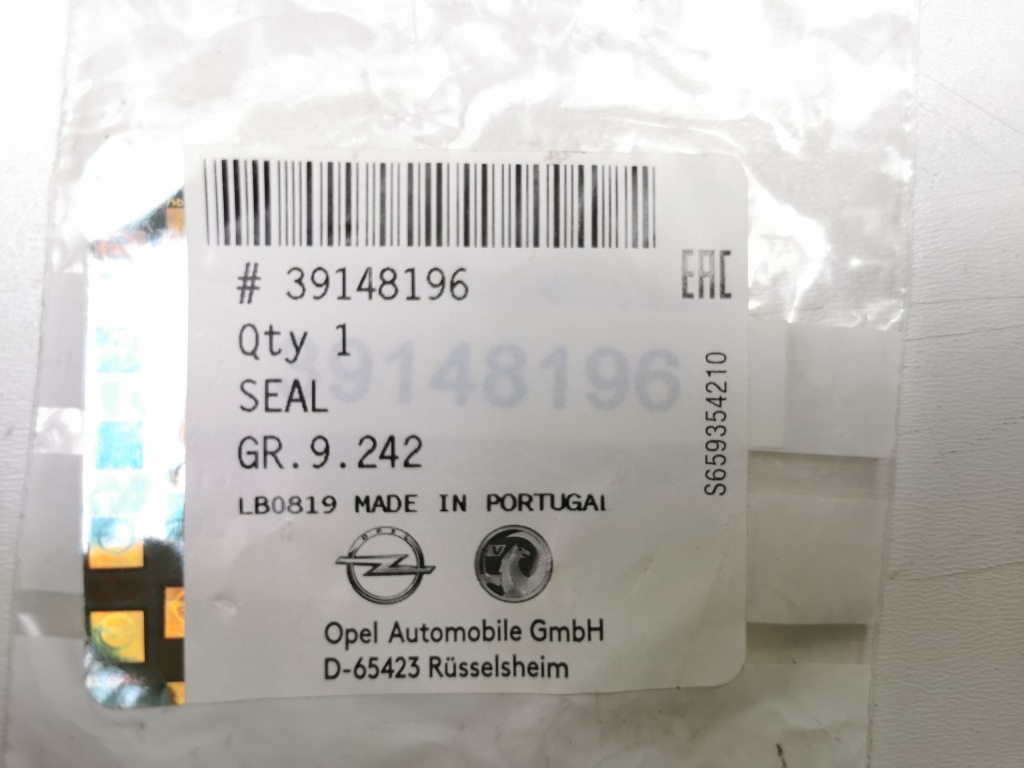 # 39148196
EAC
Qty 1
39148196
SEAL
GR.9.242
S659354210
LB0819 MADE IN PORTUGAL
OPEL
V
Opel Automobile GmbH
D-65423 Rüsselsheim